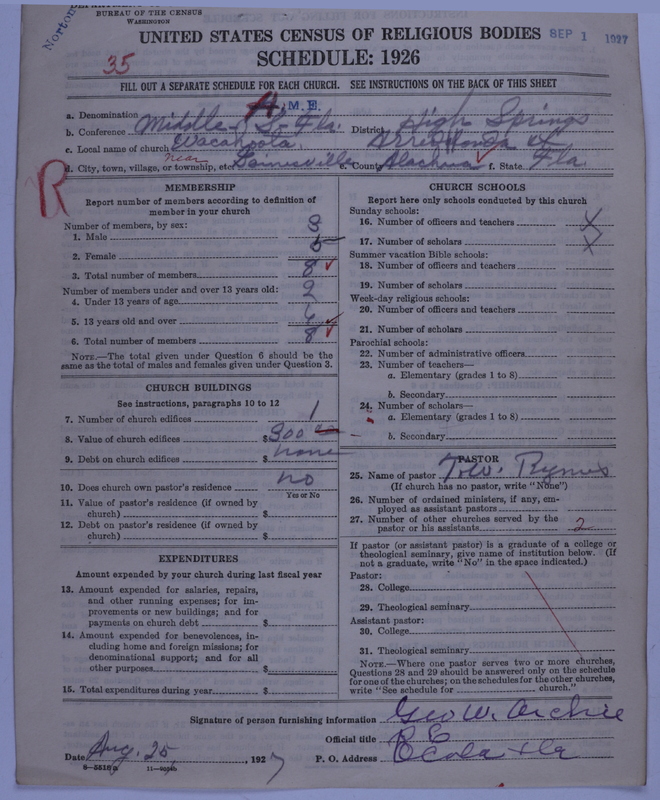 BUREAU OF THE CENSUS
WASHINGTON
Norton
UNITED STATES CENSUS OF RELIGIOUS BODIES
SEP 1 1927
35
SCHEDULE: 1926
FILL OUT A SEPARATE SCHEDULE FOR EACH CHURCH. SEE INSTRUCTIONS ON THE BACK OF THIS SHEET
a. Denomination A. M. E.
b. Conference Middle-S-Fla. District High Springs
c. Local name of church Wacahoola
d. City, town, village, or township, etc. near Gainesville e. County Alachua f. State Fla.
R
MEMBERSHIP
Report number of members according to definition of
member in your church
Number of members, by sex:
1. Male 3
2. Female 5
3. Total number of members 8
Number of members under and over 13 years old:
4. Under 13 years of age 2
5. 13 years old and over 6
6. Total number of members 8
NOTE.—The total given under Question 6 should be the
same as the total of males and females given under Question 3.
CHURCH BUILDINGS
See instructions, paragraphs 10 to 12
7. Number of church edifices 1
8. Value of church edifices $ 300
9. Debt on church edifices $ none
10. Does church own pastor's residence no
Yes or No
11. Value of pastor's residence (if owned by
church) $
12. Debt on pastor's residence (if owned by
church) $
EXPENDITURES
Amount expended by your church during last fiscal year
13. Amount expended for salaries, repairs,
and other running expenses; for im-
provements or new buildings; and for
payments on church debt $
14. Amount expended for benevolences, in-
cluding home and foreign missions; for
denominational support; and for all
other purposes $
15. Total expenditures during year $
CHURCH SCHOOLS
Report here only schools conducted by this church
Sunday schools:
16. Number of officers and teachers X
17. Number of scholars X
Summer vacation Bible schools:
18. Number of officers and teachers
19. Number of scholars
Week-day religious schools:
20. Number of officers and teachers
21. Number of scholars
Parochial schools:
22. Number of administrative officers
23. Number of teachers—
a. Elementary (grades 1 to 8)
b. Secondary
24. Number of scholars—
a. Elementary (grades 1 to 8)
b. Secondary
PASTOR
25. Name of pastor
(If church has no pastor, write "None")
26. Number of ordained ministers, if any, em-
ployed as assistant pastors
27. Number of other churches served by the
pastor or his assistants 2
If pastor (or assistant pastor) is a graduate of a college or
theological seminary, give name of institution below. (If
not a graduate, write "No" in the space indicated.)
Pastor:
28. College
29. Theological seminary
Assistant pastor:
30. College
31. Theological seminary
NOTE.—Where one pastor serves two or more churches,
Questions 28 and 29 should be answered only on the schedule
for one of the churches; on the schedules for the other churches,
write "See schedule for church."
Signature of person furnishing information Geo W. Archie
Official title P. E.
Date Aug. 25, 1927 P. O. Address Ocala Fla
8—5518a